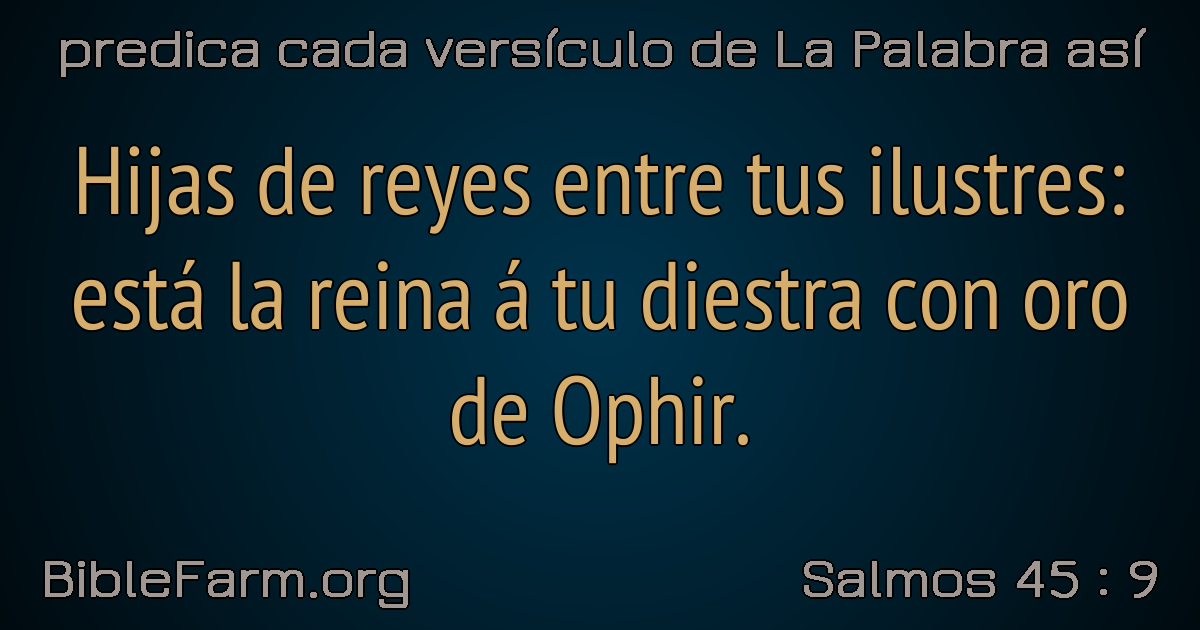 predica cada versículo de La Palabra así
Hijas de reyes entre tus ilustres:
está la reina á tu diestra con oro
de Ophir.
BibleFarm.org
Salmos 45 : 9